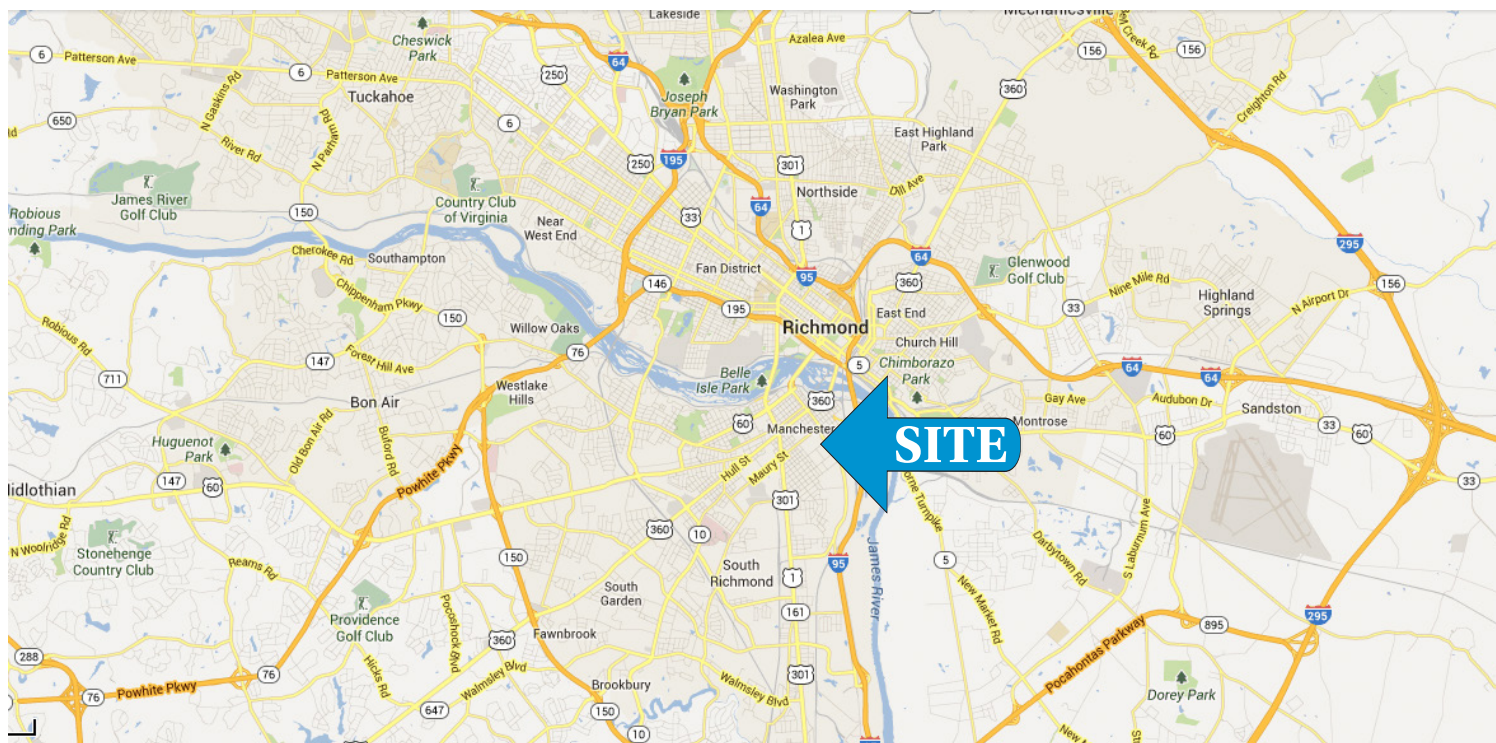 Lakeside
Mechanicsville
Cheswick
Park
6
Patterson Ave
64
Azalea Ave
156
156
Creek Rd
6
Patterson Ave
250
Tuckahoe
Joseph
Bryan Park
Washington
Park
360
Creighton Rd
N Gaskins Rd
N Parham Rd
650
6
River Rd
East Highland
Park
195
250
301
James River
Golf Club
Country Club
of Virginia
Northside
Dill Ave
Robious
nding Park
150
Near
West End
33
64
1
295
Cherokee Rd
Southampton
64
Glenwood
Golf Club
Fan District
95
360
146
156
Nine Mile Rd
Highland
Springs
N Airport Dr
Chippenham Pkwy
150
195
33
East End
Willow Oaks
Richmond
Robious Rd
147
Forest Hill Ave
76
Church Hill
5
Chimborazo
Park
711
Belle
Isle Park
64
64
Westlake
Hills
360
Bon Air
Gay Ave
Audubon Dr
Sandston
60
Manchester
SITE
Montrose
33
60
60
Old Bon Air Rd
Buford Rd
Huguenot
Park
Powhite Pkwy
Hull St
Maury St
147
60
idlothian
33
301
orne Turnpike
N Woolridge Rd
360
10
S Laburnum Ave
Stonehenge
Country Club
Reams Rd
150
South
Richmond
95
James River
5
Darbytown Rd
1
South
Garden
New Market Rd
Providence
Golf Club
Pocoshock Blvd
161
295
895
360
Fawnbrook
288
76
Hicks Rd
Walmsley Blvd
301
Pocahontas Parkway
76
Powhite Pkwy
Brookbury
Walmsley Blvd
Dorey Park
647
150
10
New M